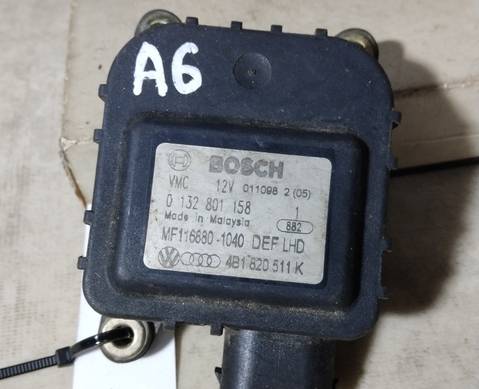 A6
BOSCH
VMC 12V 011098 2 (05)
0 132 801 158 1
Made in Malaysia 882
MF116680-1040 DEF LHD
4B1 820 511 K